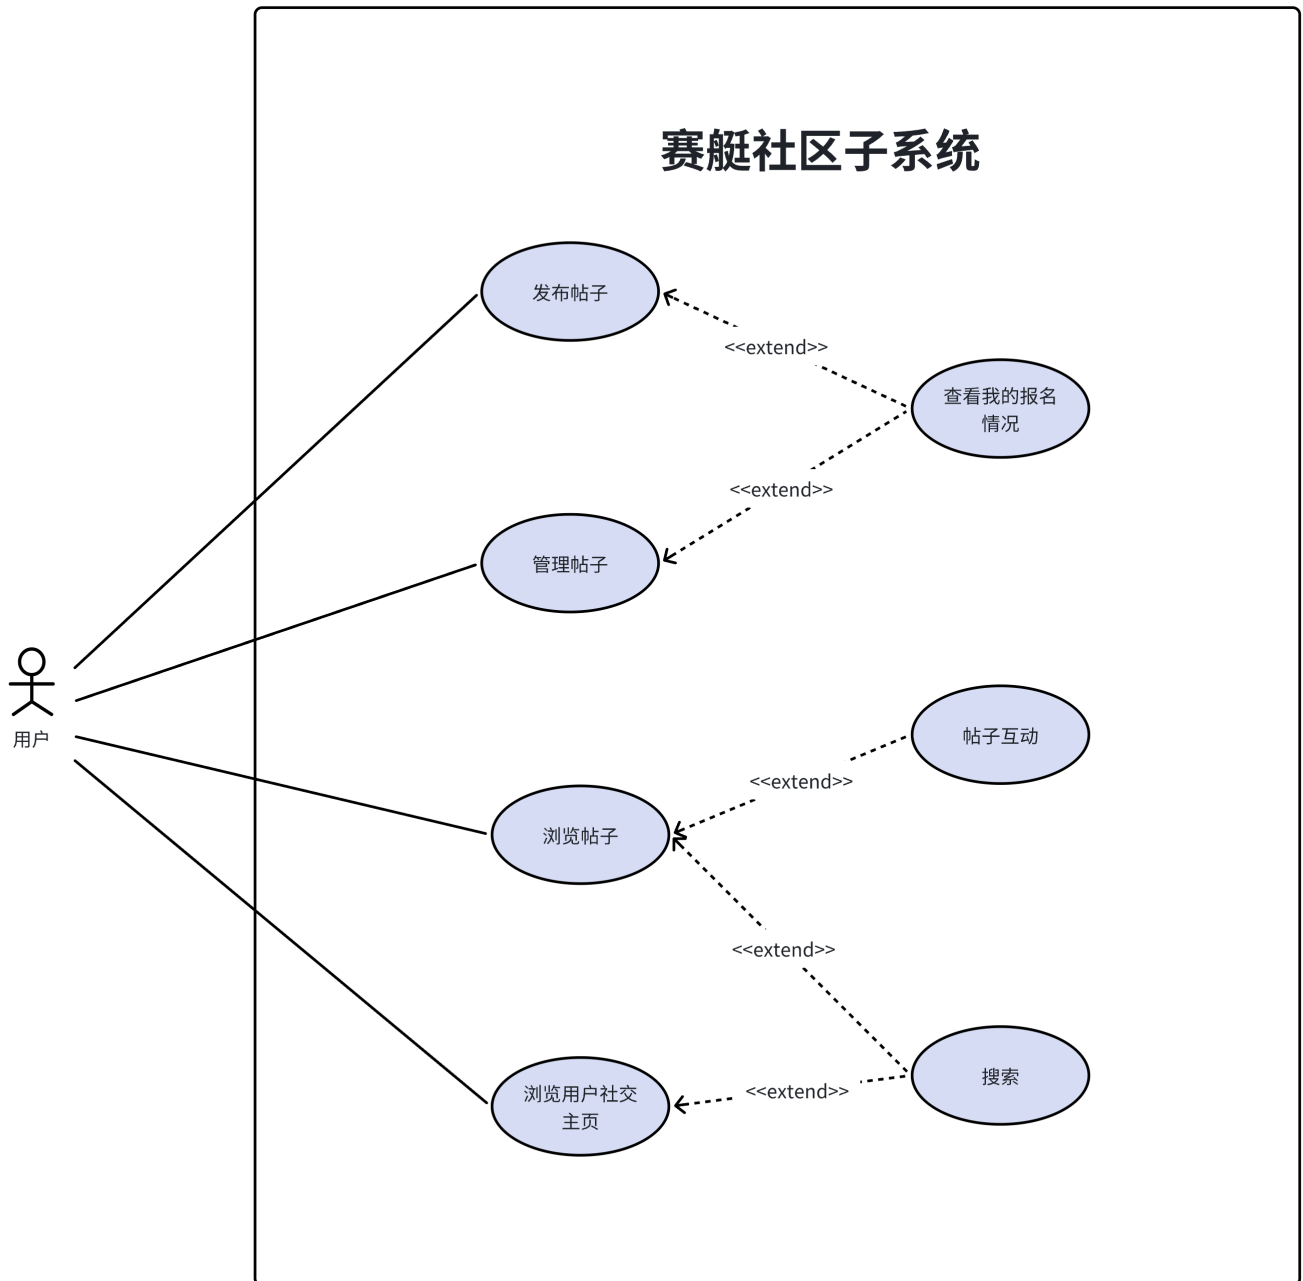 赛艇社区子系统
发布帖子
<<extend>>
查看我的报名
情况
<<extend>>
管理帖子
用户
帖子互动
<<extend>>
浏览帖子
<<extend>>
搜索
<<extend>>
浏览用户社交
主页